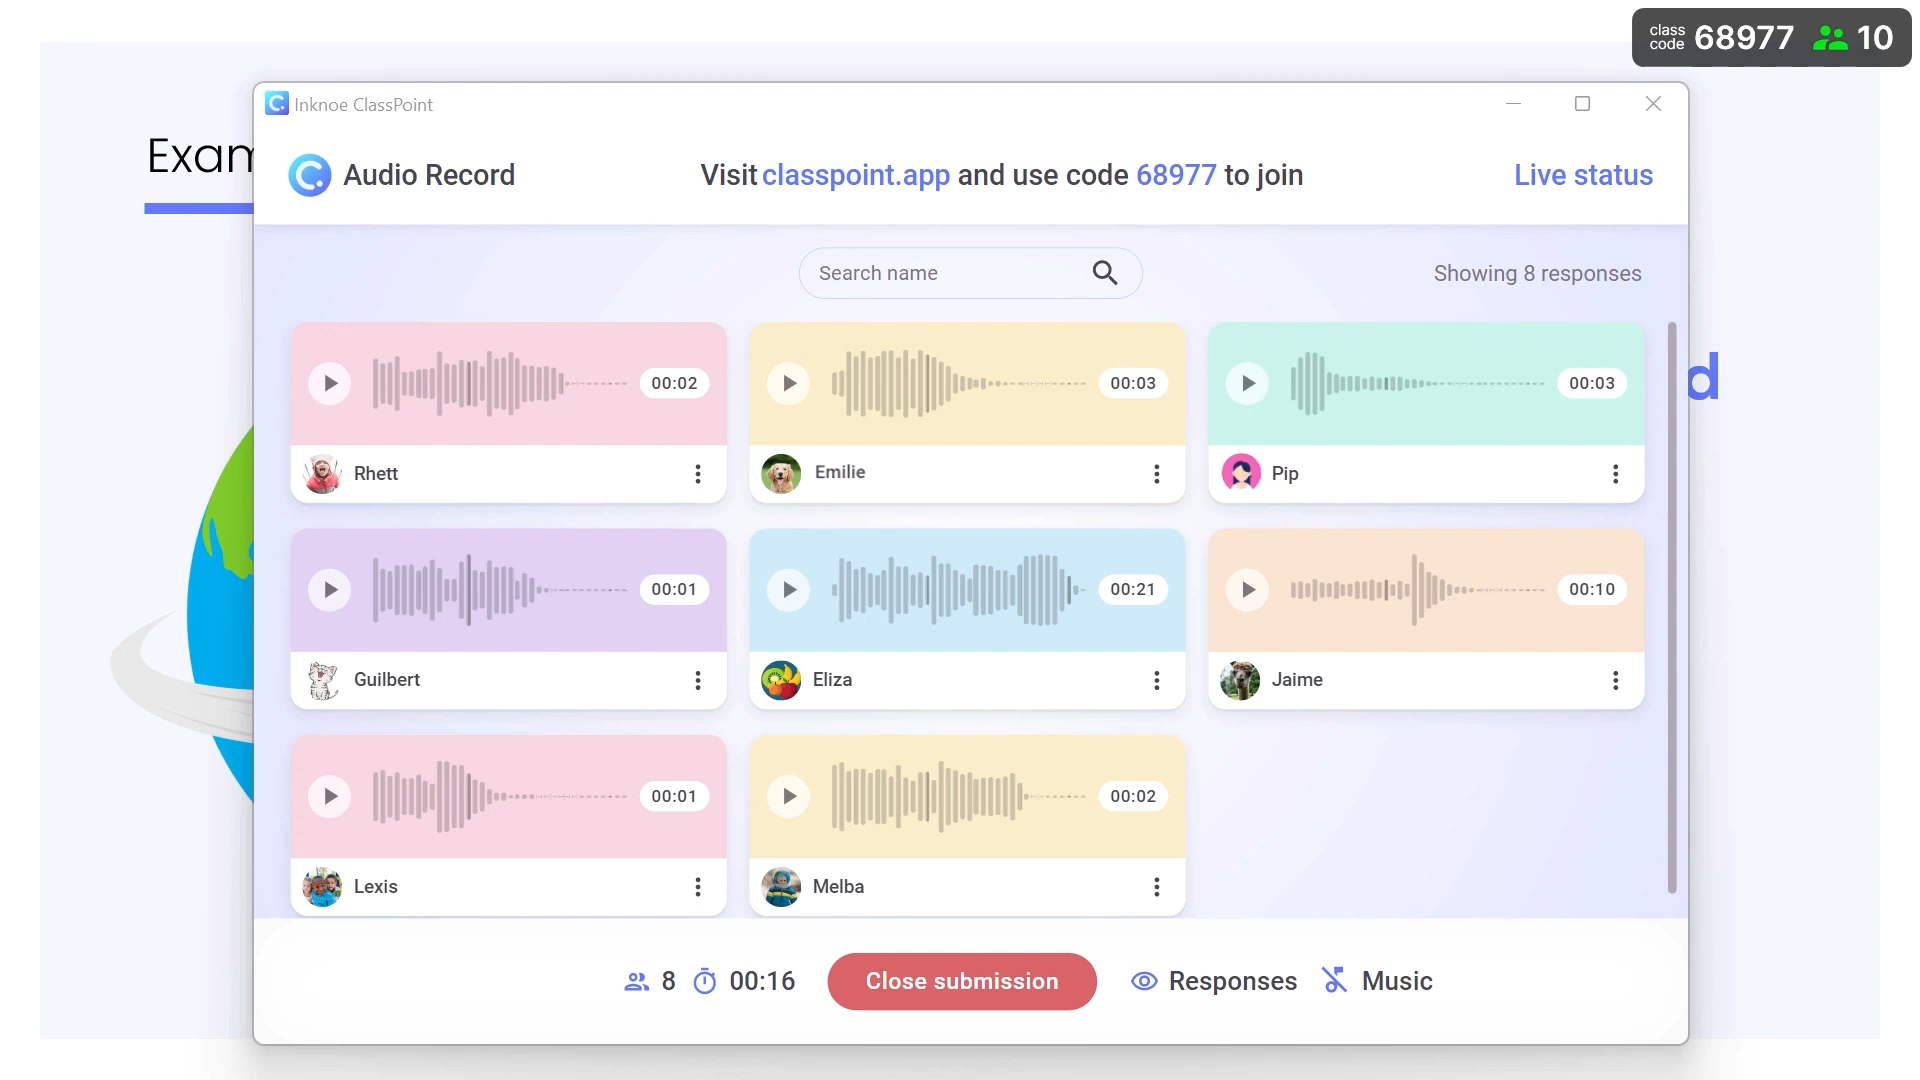 class code 68977 10
Inknoe ClassPoint
Exam
Audio Record
Visit classpoint.app and use code 68977 to join
Live status
Search name
Showing 8 responses
00:02
00:03
00:03
d
Rhett
Emilie
Pip
00:01
00:21
00:10
Guilbert
Eliza
Jaime
00:01
00:02
Lexis
Melba
8 00:16 Close submission Responses Music